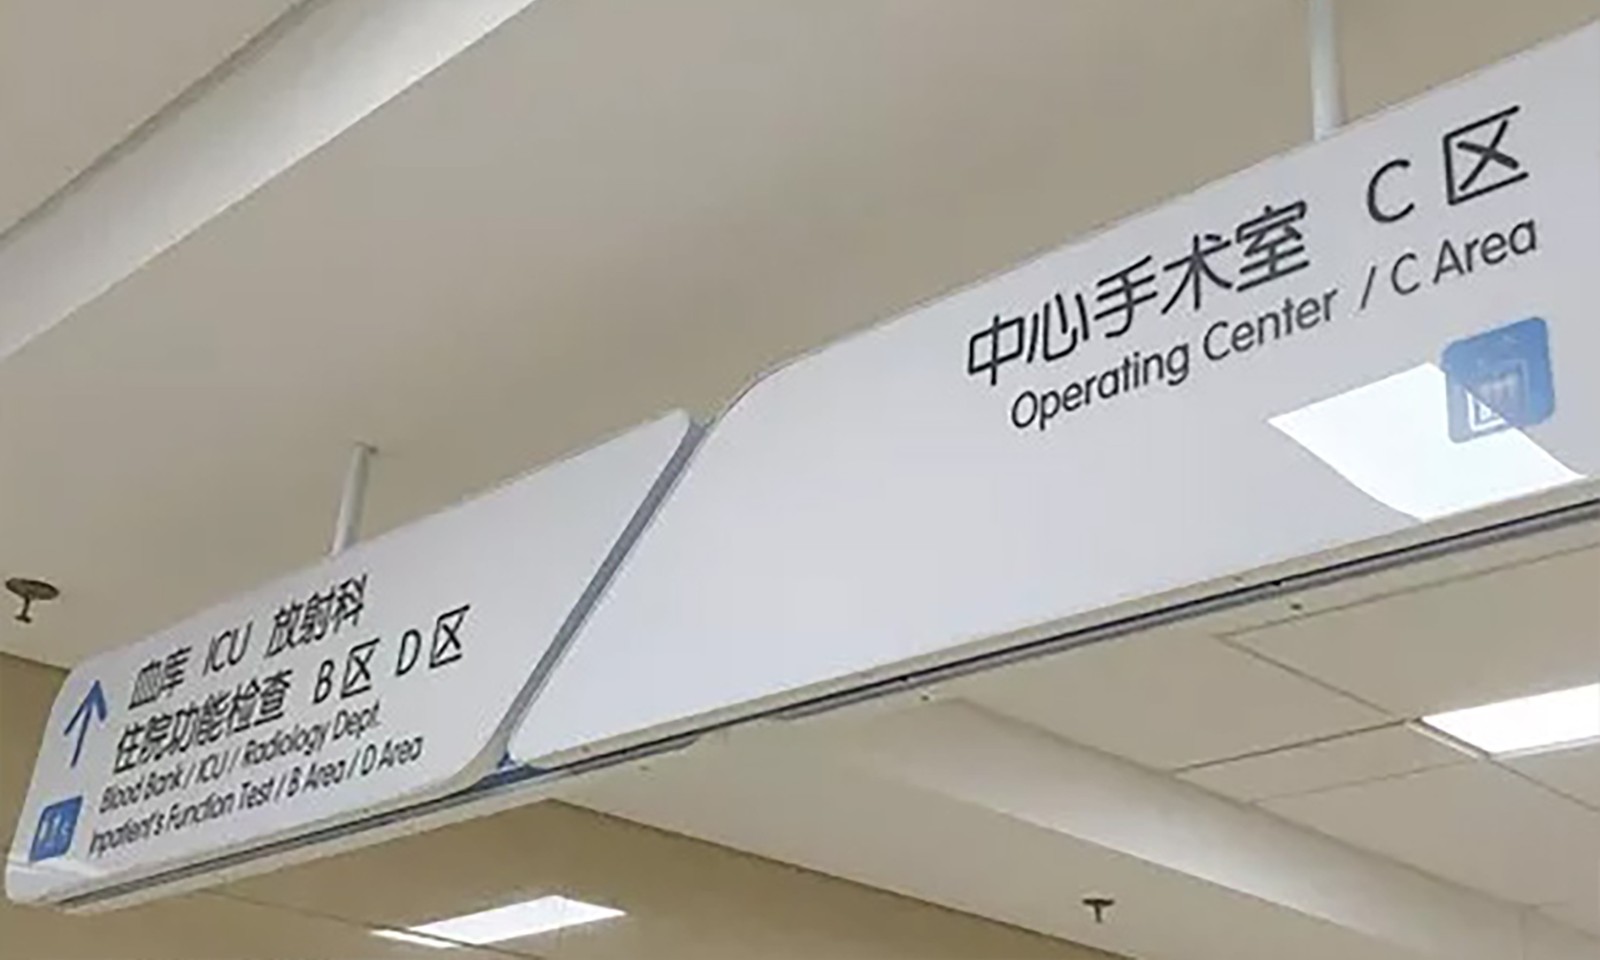 血库 ICU 放射科
住院功能检查 B区 D区
Blood Bank / ICU / Radiology Dept.
Inpatient's Function Test / B Area / D Area
中心手术室 C区
Operating Center / C Area